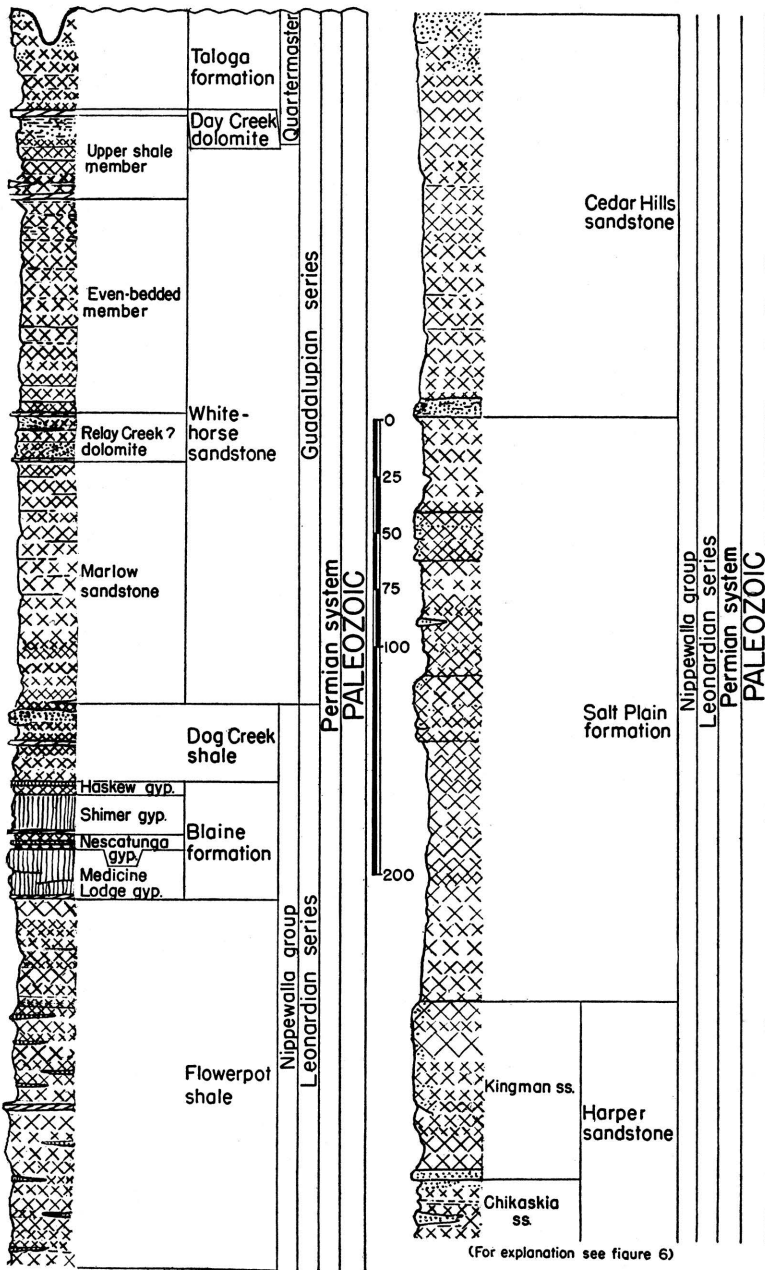 Taloga
formation
Quartermaster
Day Creek
dolomite
Upper shale
member
Even-bedded
member
White-
horse
sandstone
Relay Creek ?
dolomite
Marlow
sandstone
Guadalupian series
Dog Creek
shale
Haskew gyp.
Shimer gyp.
Nescatunga
gyp.
Medicine
Lodge gyp.
Blaine
formation
Flowerpot
shale
Nippewalla group
Leonardian series
Permian system
PALEOZOIC
0
25
50
75
100
200
Cedar Hills
sandstone
Salt Plain
formation
Kingman ss.
Harper
sandstone
Chikaskia
ss.
Nippewalla group
Leonardian series
Permian system
PALEOZOIC
(For explanation see figure 6)